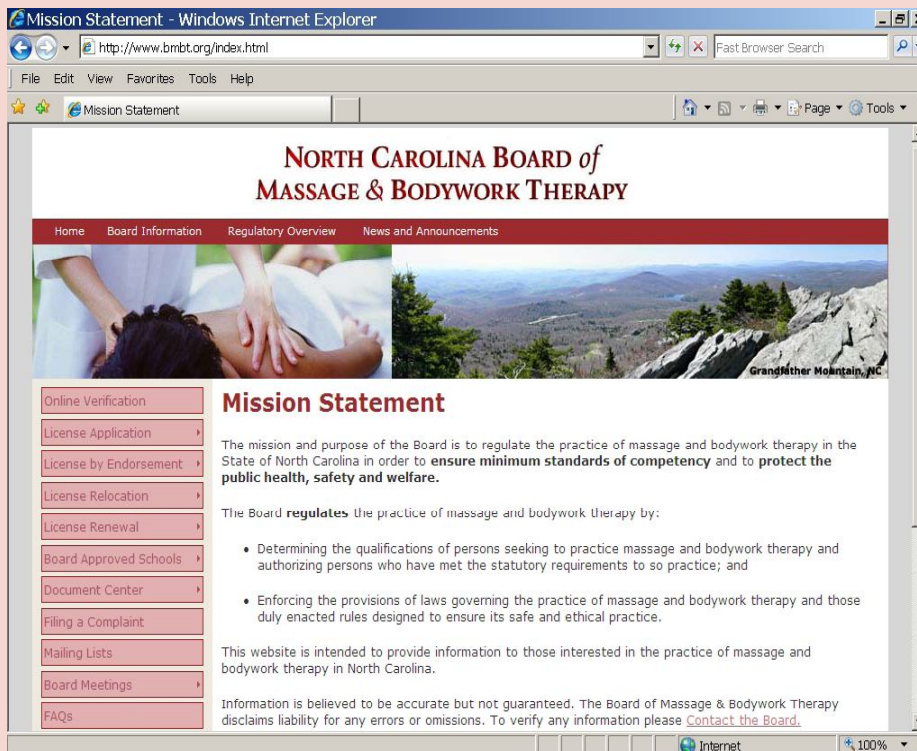 Mission Statement - Windows Internet Explorer
http://www.bmbt.org/index.html
Fast Browser Search
File Edit View Favorites Tools Help
Mission Statement
Page Tools
NORTH CAROLINA BOARD of
MASSAGE & BODYWORK THERAPY
Home Board Information Regulatory Overview News and Announcements
Grandfather Mountain, NC
Online Verification
License Application
License by Endorsement
License Relocation
License Renewal
Board Approved Schools
Document Center
Filing a Complaint
Mailing Lists
Board Meetings
FAQs
Mission Statement
The mission and purpose of the Board is to regulate the practice of massage and bodywork therapy in the
State of North Carolina in order to ensure minimum standards of competency and to protect the
public health, safety and welfare.
The Board regulates the practice of massage and bodywork therapy by:
• Determining the qualifications of persons seeking to practice massage and bodywork therapy and
authorizing persons who have met the statutory requirements to so practice; and
• Enforcing the provisions of laws governing the practice of massage and bodywork therapy and those
duly enacted rules designed to ensure its safe and ethical practice.
This website is intended to provide information to those interested in the practice of massage and
bodywork therapy in North Carolina.
Information is believed to be accurate but not guaranteed. The Board of Massage & Bodywork Therapy
disclaims liability for any errors or omissions. To verify any information please Contact the Board.
Internet 100%